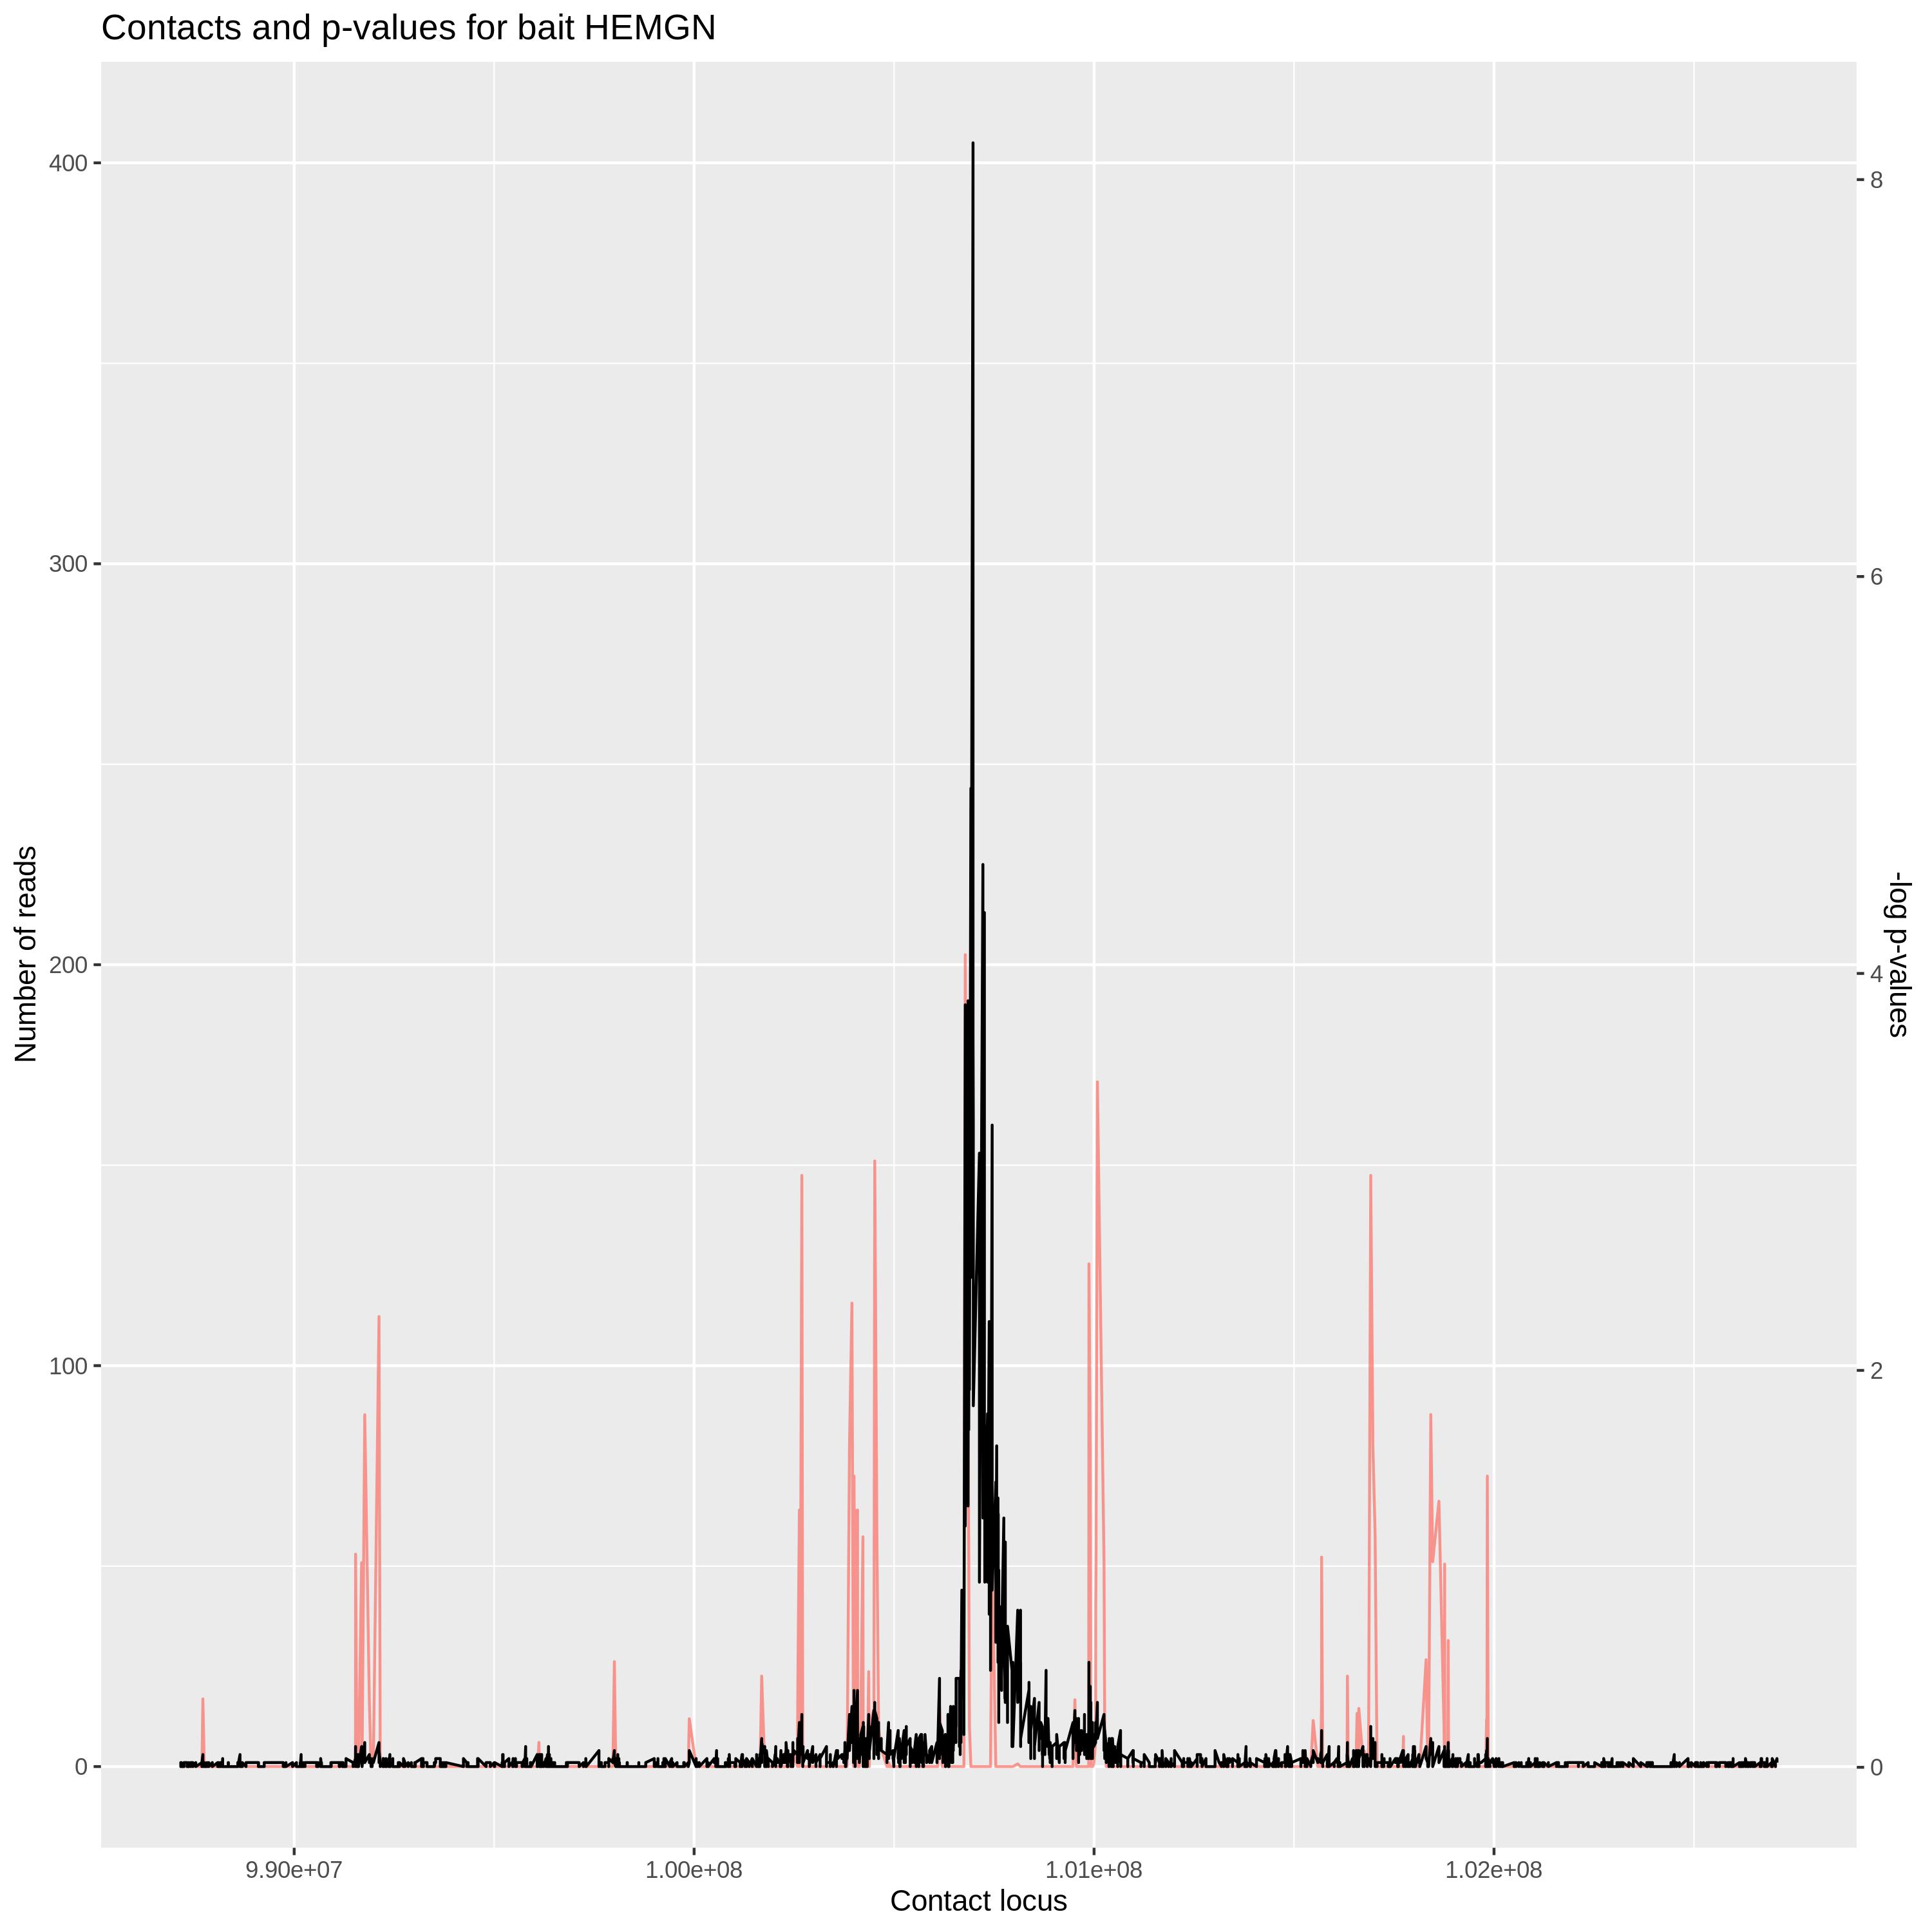 Contacts and p-values for bait HEMGN
400
300
200
100
0
Number of reads
8
6
4
2
0
-log p-values
9.90e+07
1.00e+08
1.01e+08
1.02e+08
Contact locus